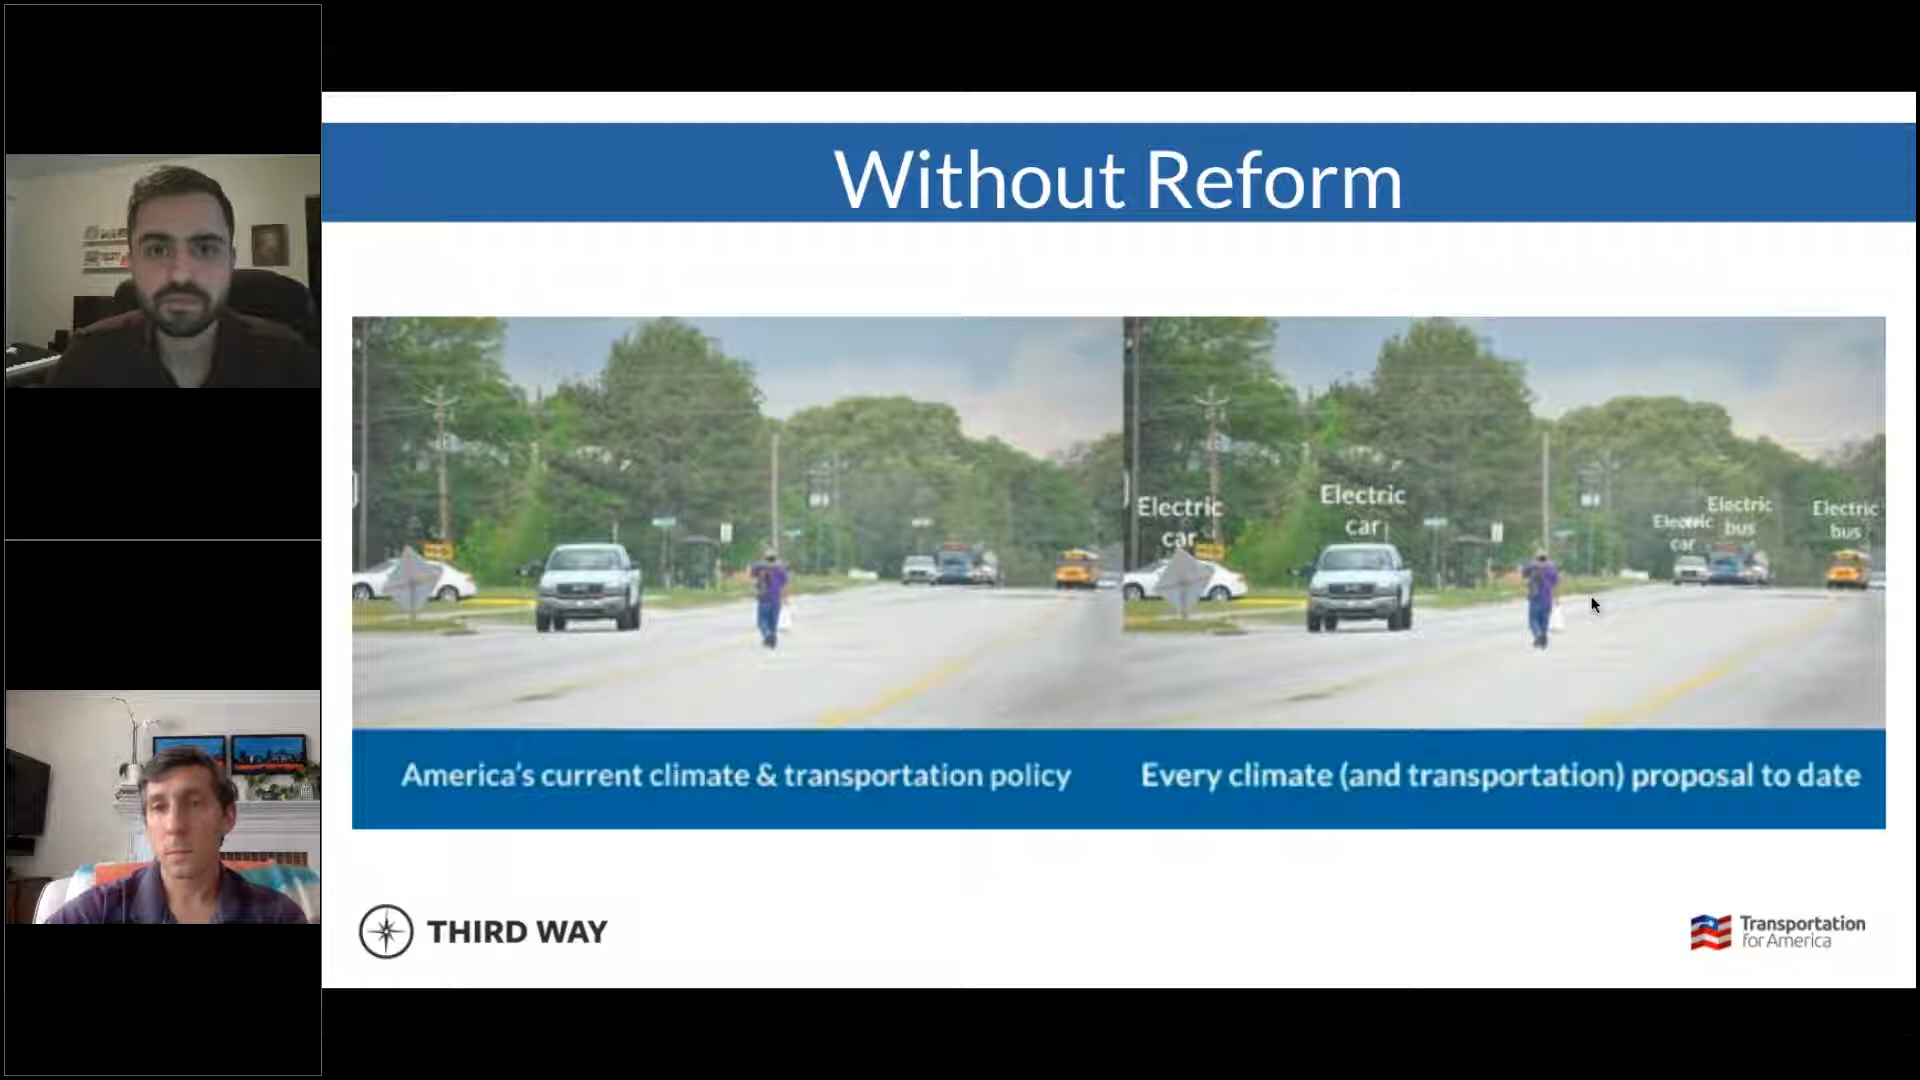 Without Reform
Electric
car
Electric
car
Electric
car
Electric
bus
Electric
bus
America's current climate & transportation policy
Every climate (and transportation) proposal to date
THIRD WAY
Transportation
for America